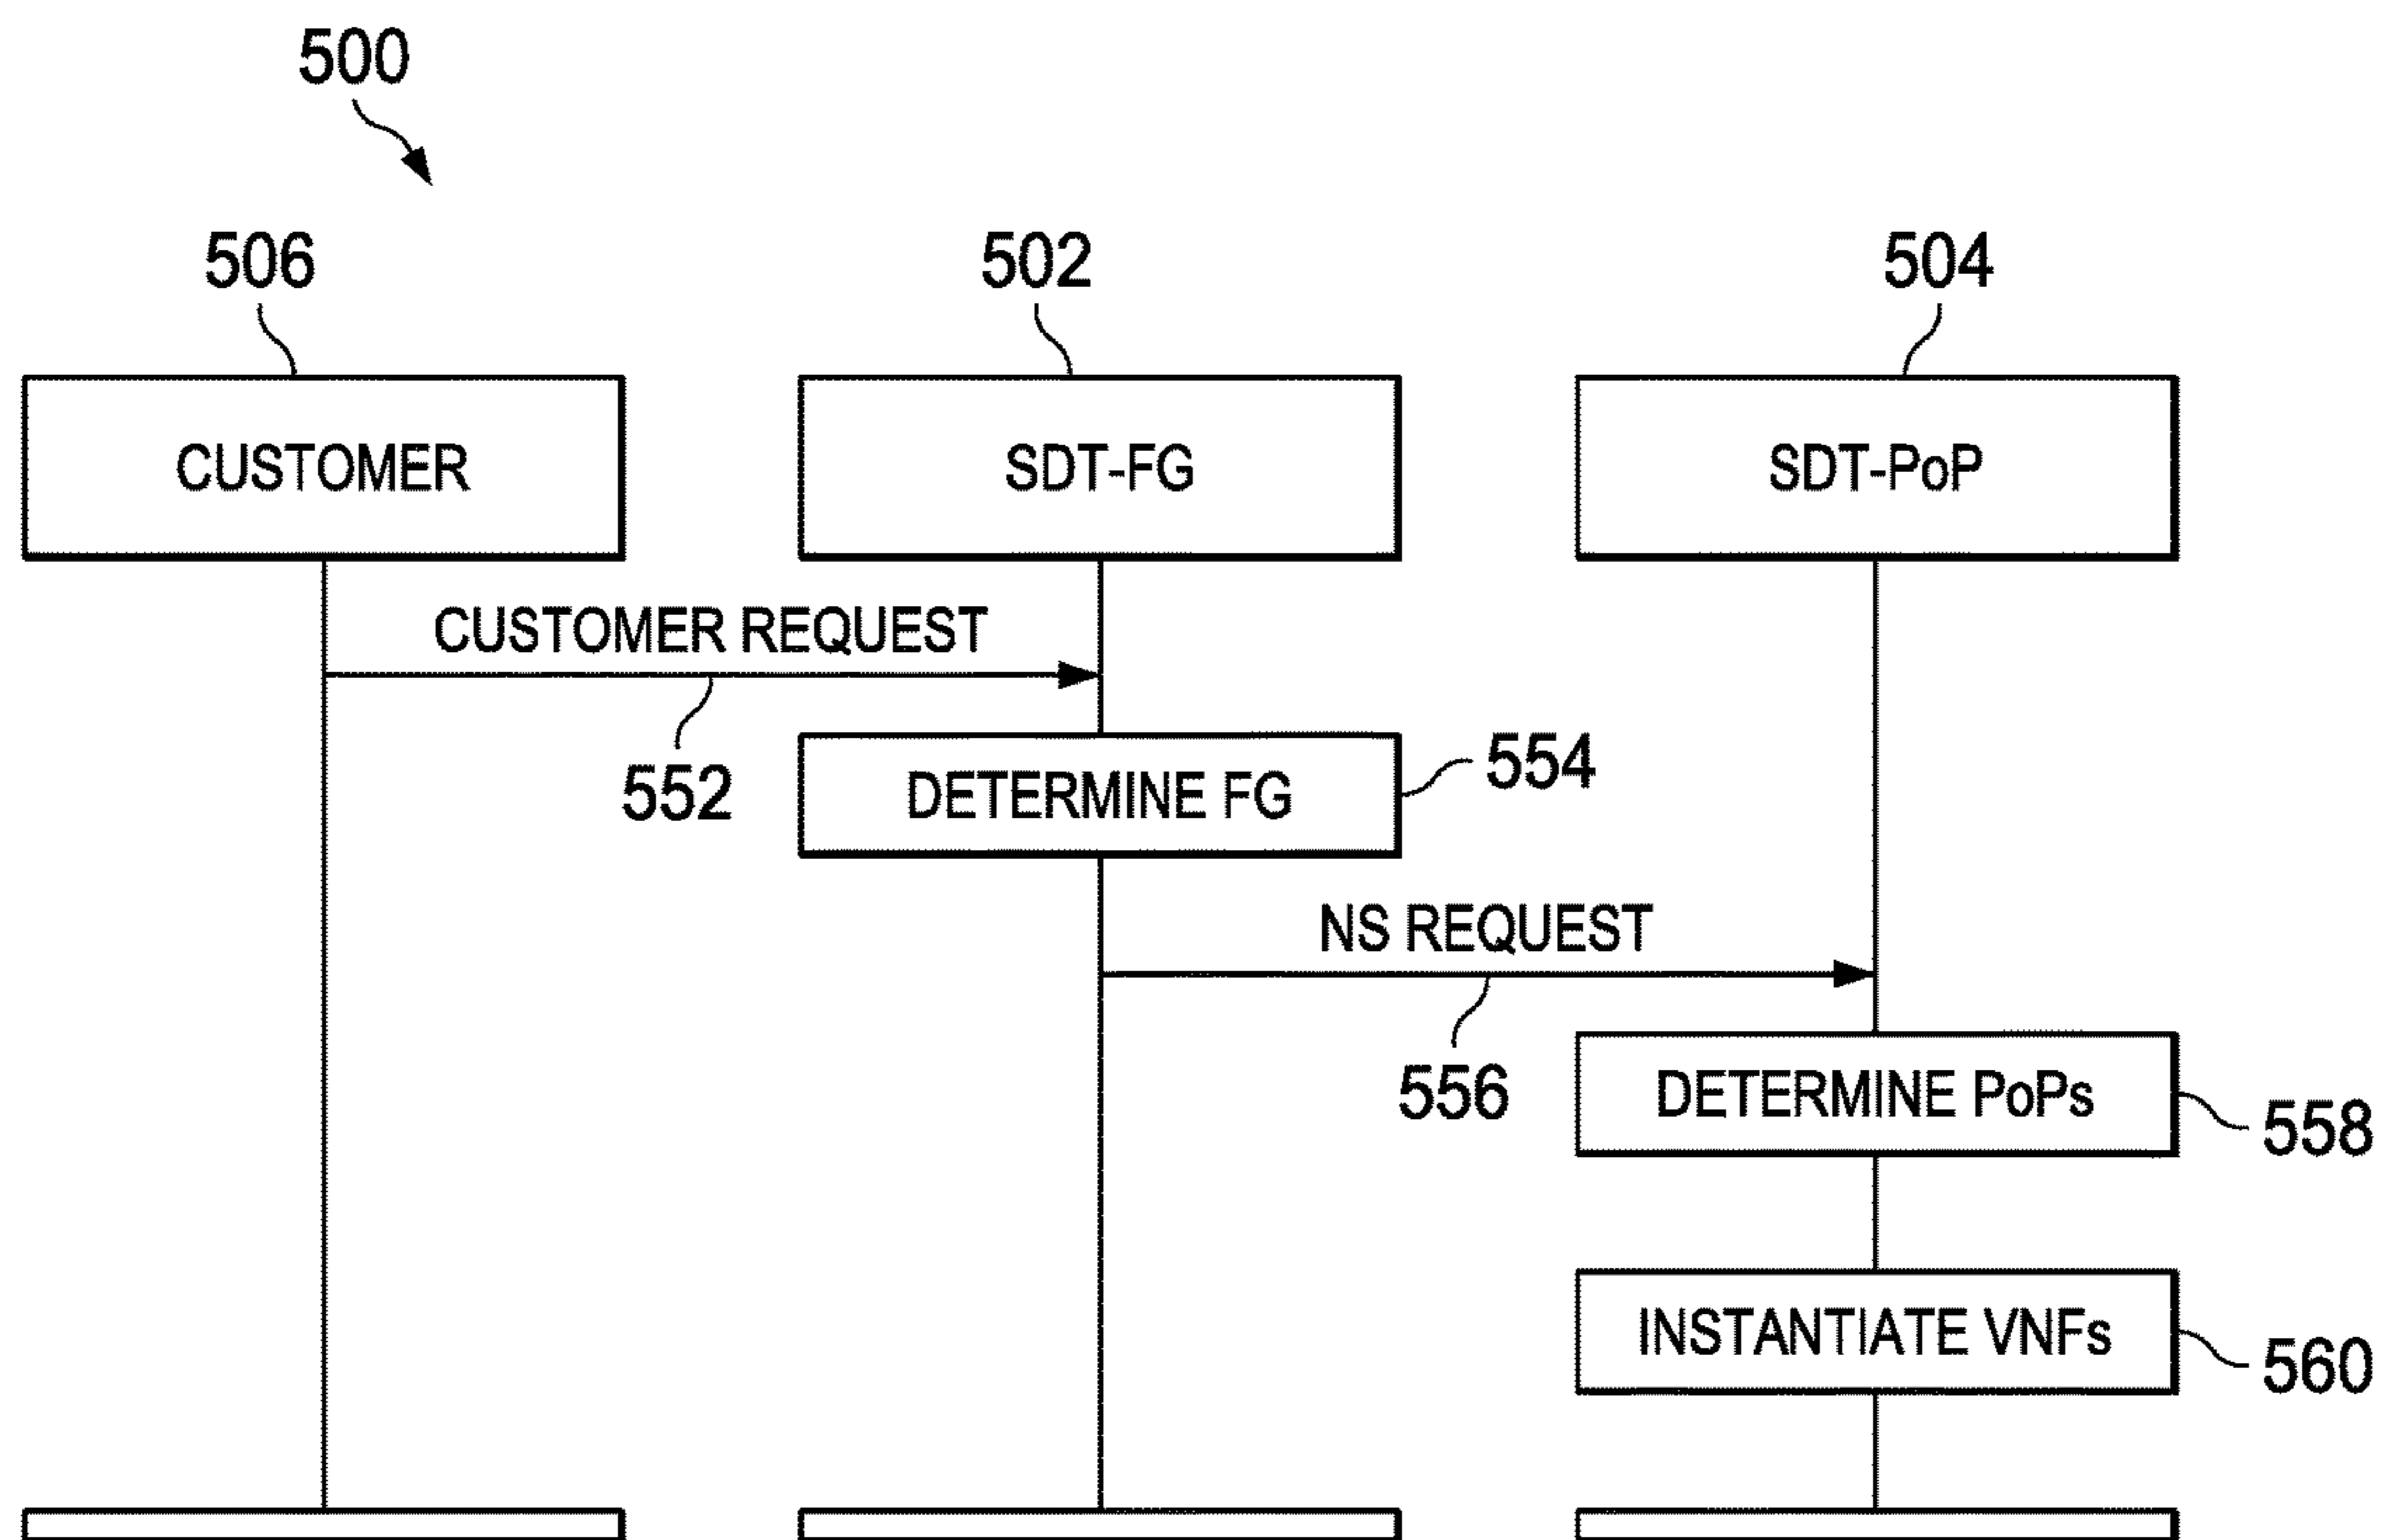 500
506
502
504
CUSTOMER
SDT-FG
SDT-PoP
CUSTOMER REQUEST
552
DETERMINE FG
554
NS REQUEST
556
DETERMINE PoPs
558
INSTANTIATE VNFs
560